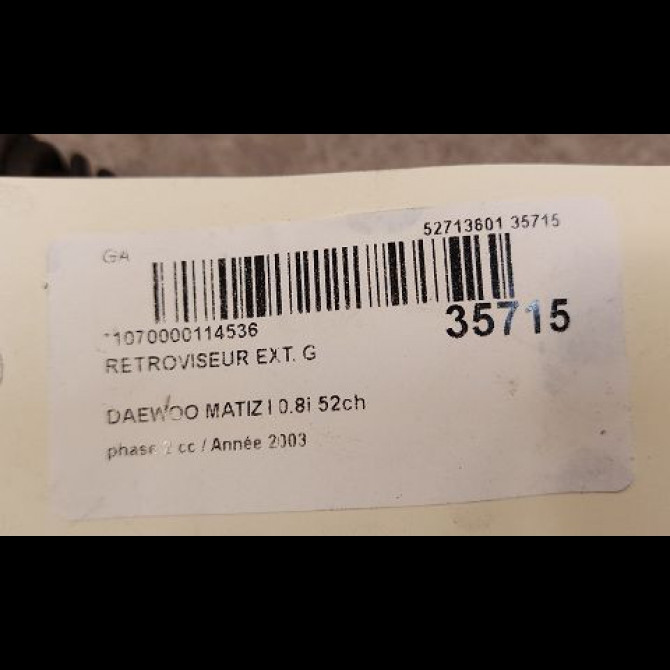 GA
52713601 35715
*1070000114536
35715
RETROVISEUR EXT. G
DAEWOO MATIZ I 0.8i 52ch
phase 2 cc / Année 2003